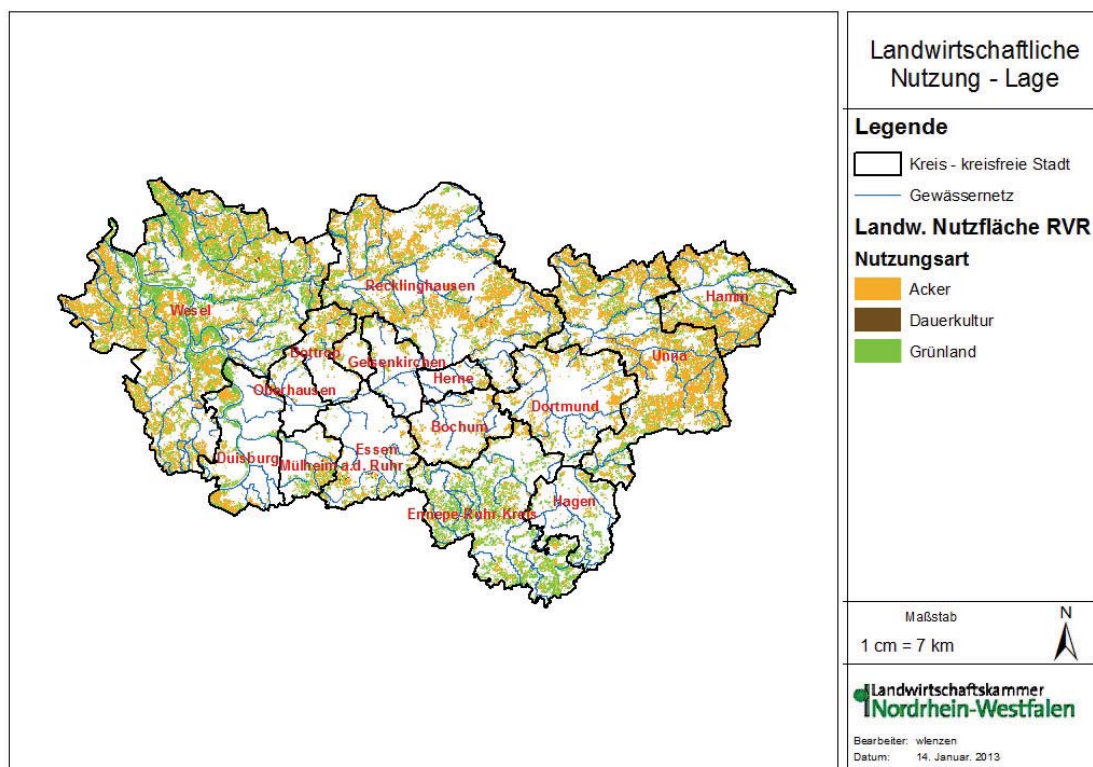 Landwirtschaftliche
Nutzung - Lage
Legende
Kreis - kreisfreie Stadt
Gewässernetz
Landw. Nutzfläche RVR
Nutzungsart
Acker
Dauerkultur
Grünland
Maßstab
N
1 cm = 7 km
Landwirtschaftskammer
Nordrhein-Westfalen
Bearbeiter: wlenzen
Datum: 14. Januar. 2013
Recklinghausen
Hamm
Wesel
Bottrop
Gelsenkirchen
Unna
Herne
Oberhausen
Dortmund
Bochum
Essen
Duisburg
Mülheim a.d. Ruhr
Hagen
Ennepe-Ruhr-Kreis